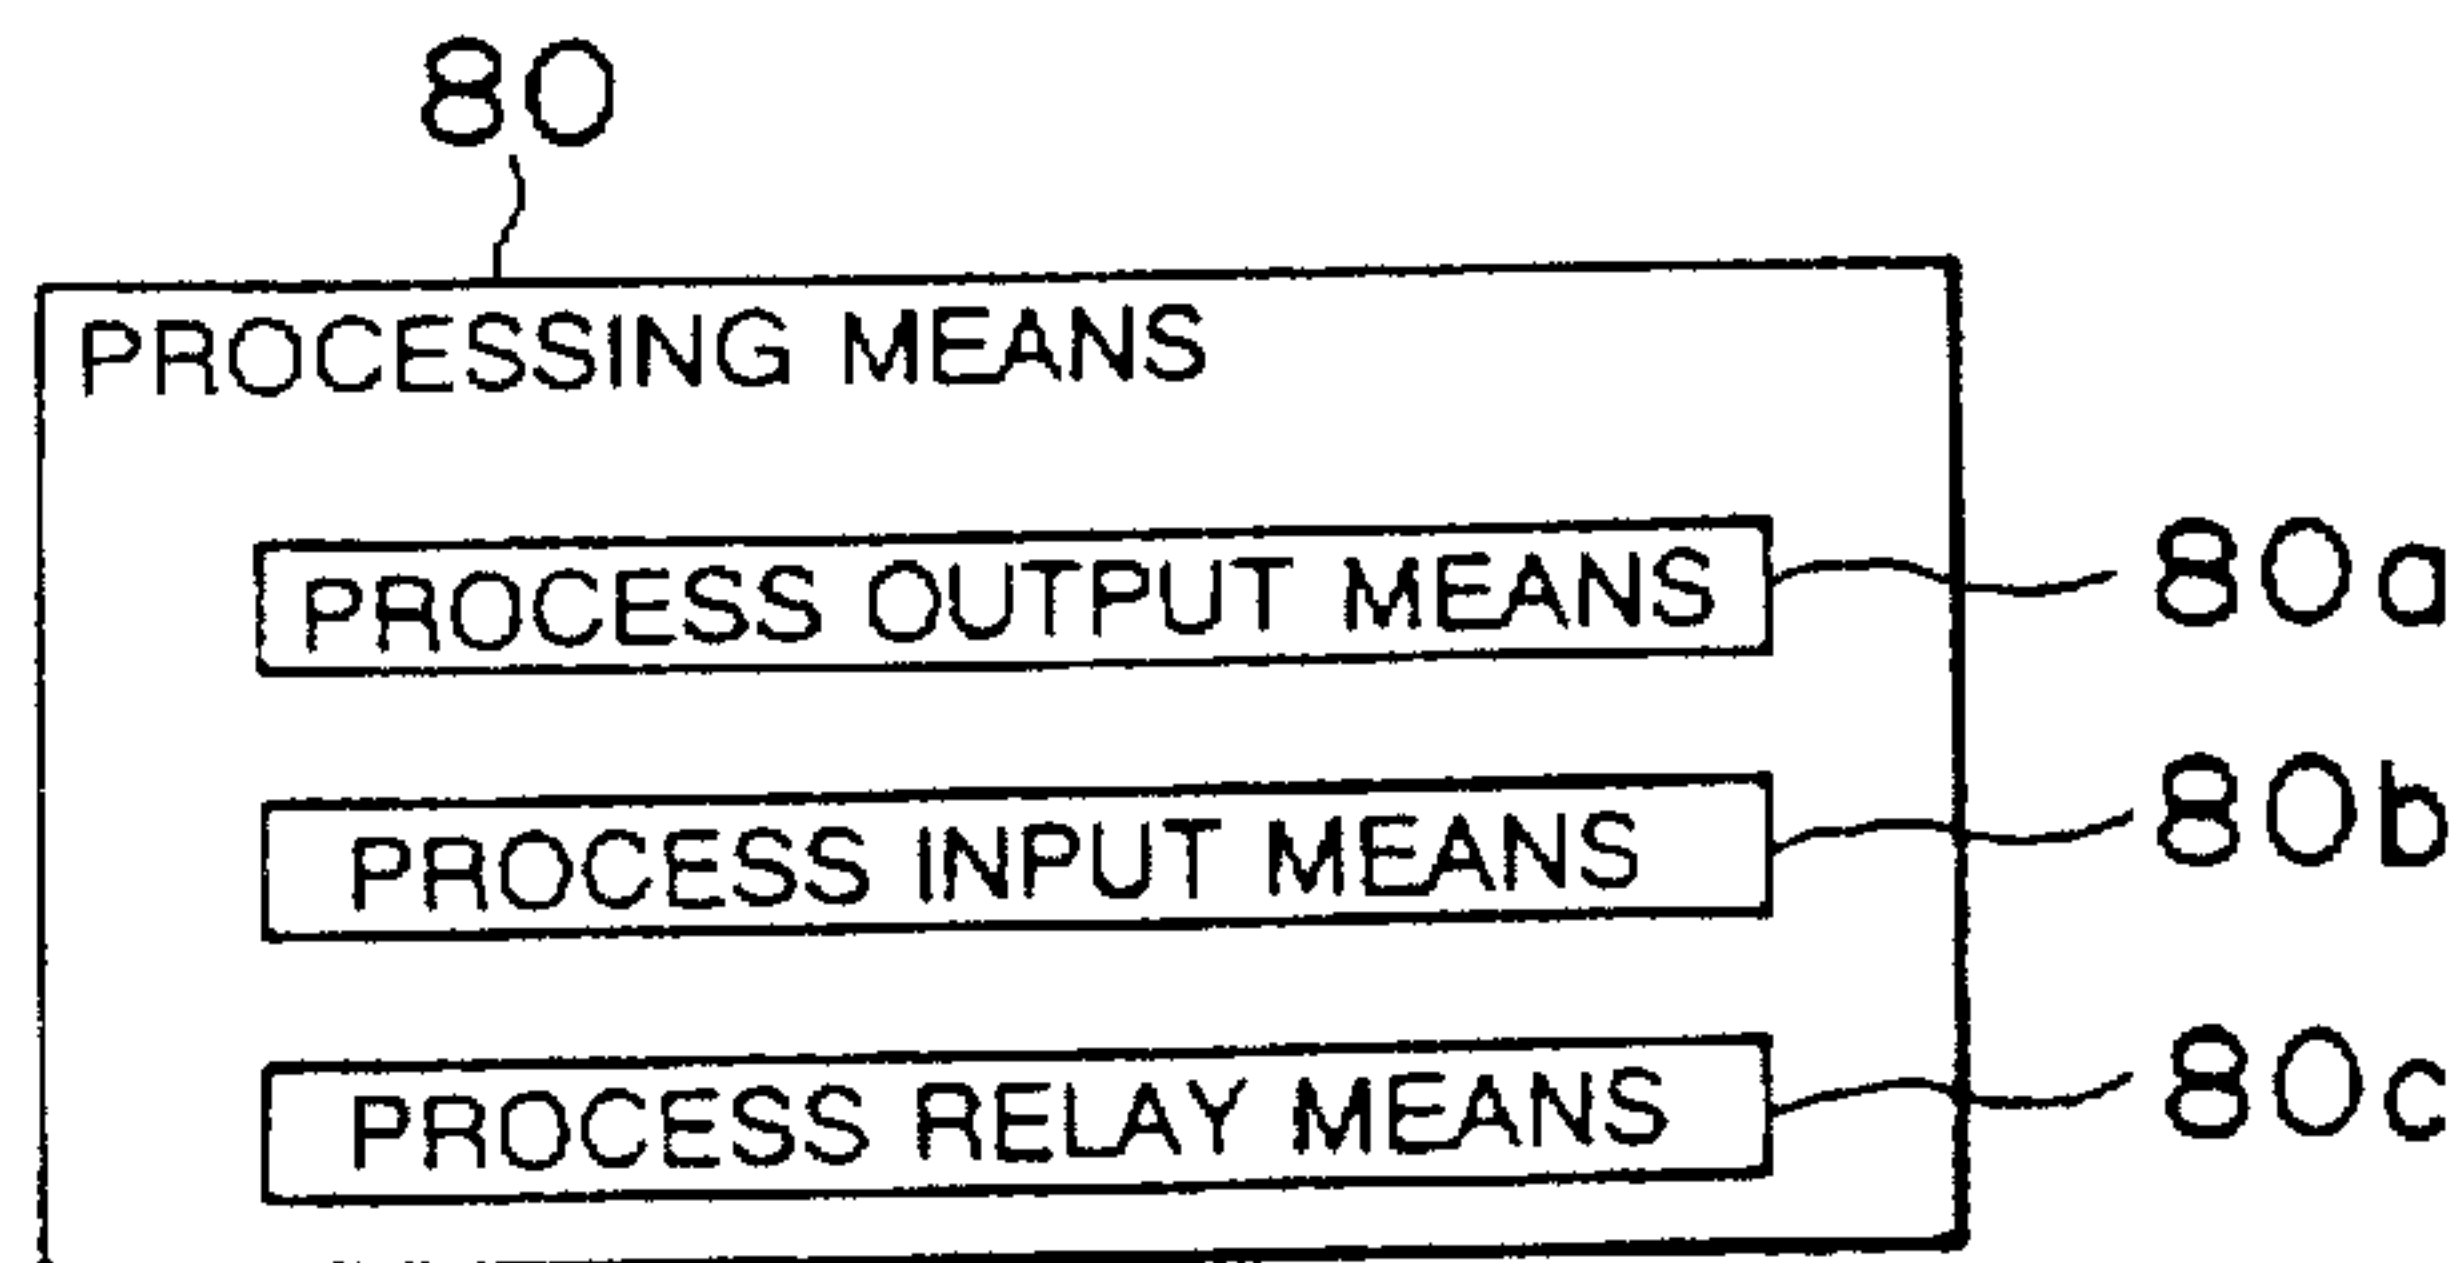 80
PROCESSING MEANS
PROCESS OUTPUT MEANS 80a
PROCESS INPUT MEANS 80b
PROCESS RELAY MEANS 80c